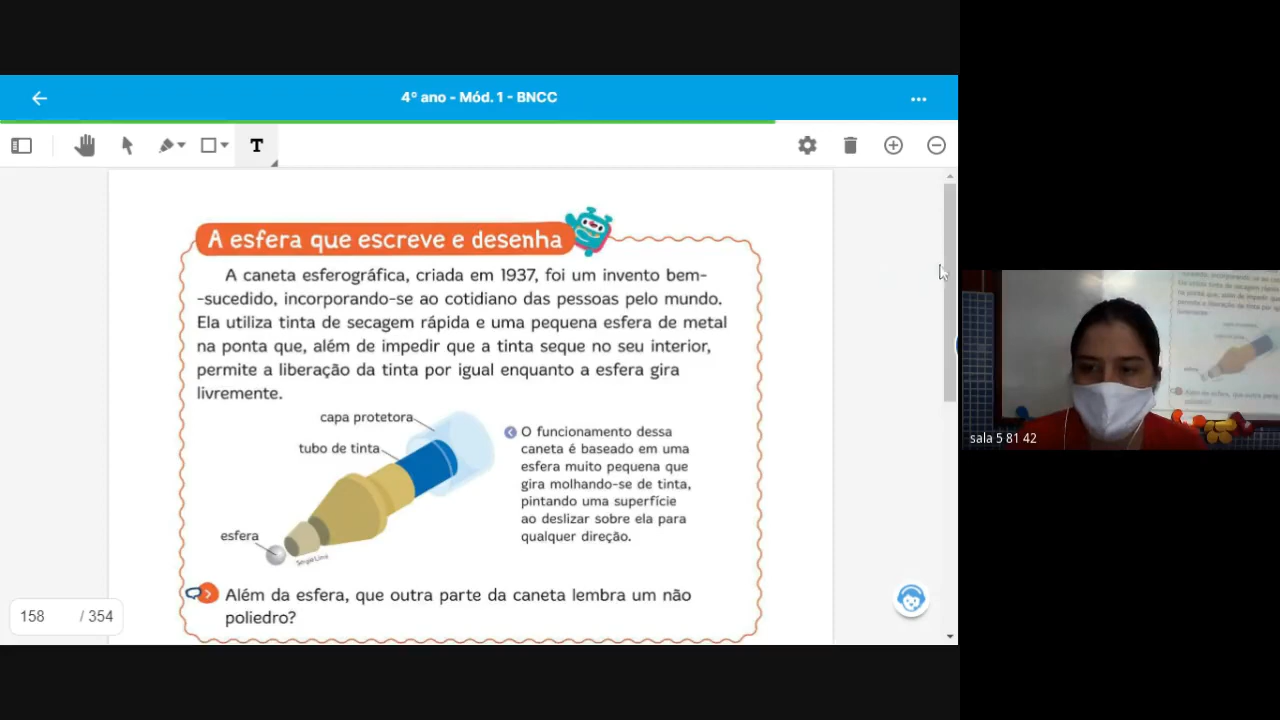 4º ano - Mód. 1 - BNCC
T
A esfera que escreve e desenha
A caneta esferográfica, criada em 1937, foi um invento bem-
-sucedido, incorporando-se ao cotidiano das pessoas pelo mundo.
Ela utiliza tinta de secagem rápida e uma pequena esfera de metal
na ponta que, além de impedir que a tinta seque no seu interior,
permite a liberação da tinta por igual enquanto a esfera gira
livremente.
capa protetora
tubo de tinta
esfera
O funcionamento dessa
caneta é baseado em uma
esfera muito pequena que
gira molhando-se de tinta,
pintando uma superfície
ao deslizar sobre ela para
qualquer direção.
Além da esfera, que outra parte da caneta lembra um não
poliedro?
158 / 354
sala 5 81 42